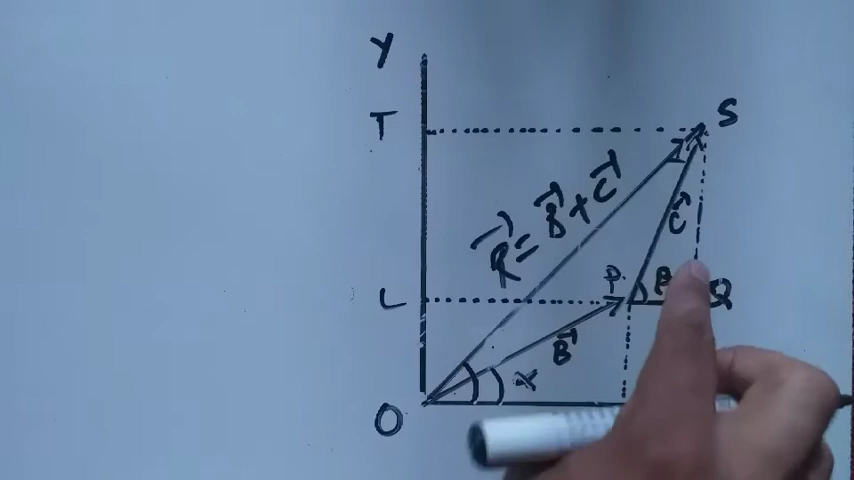 Y
T
S
R⃗ = B⃗ + C⃗
C⃗
L
P
β
Q
B⃗
α
O